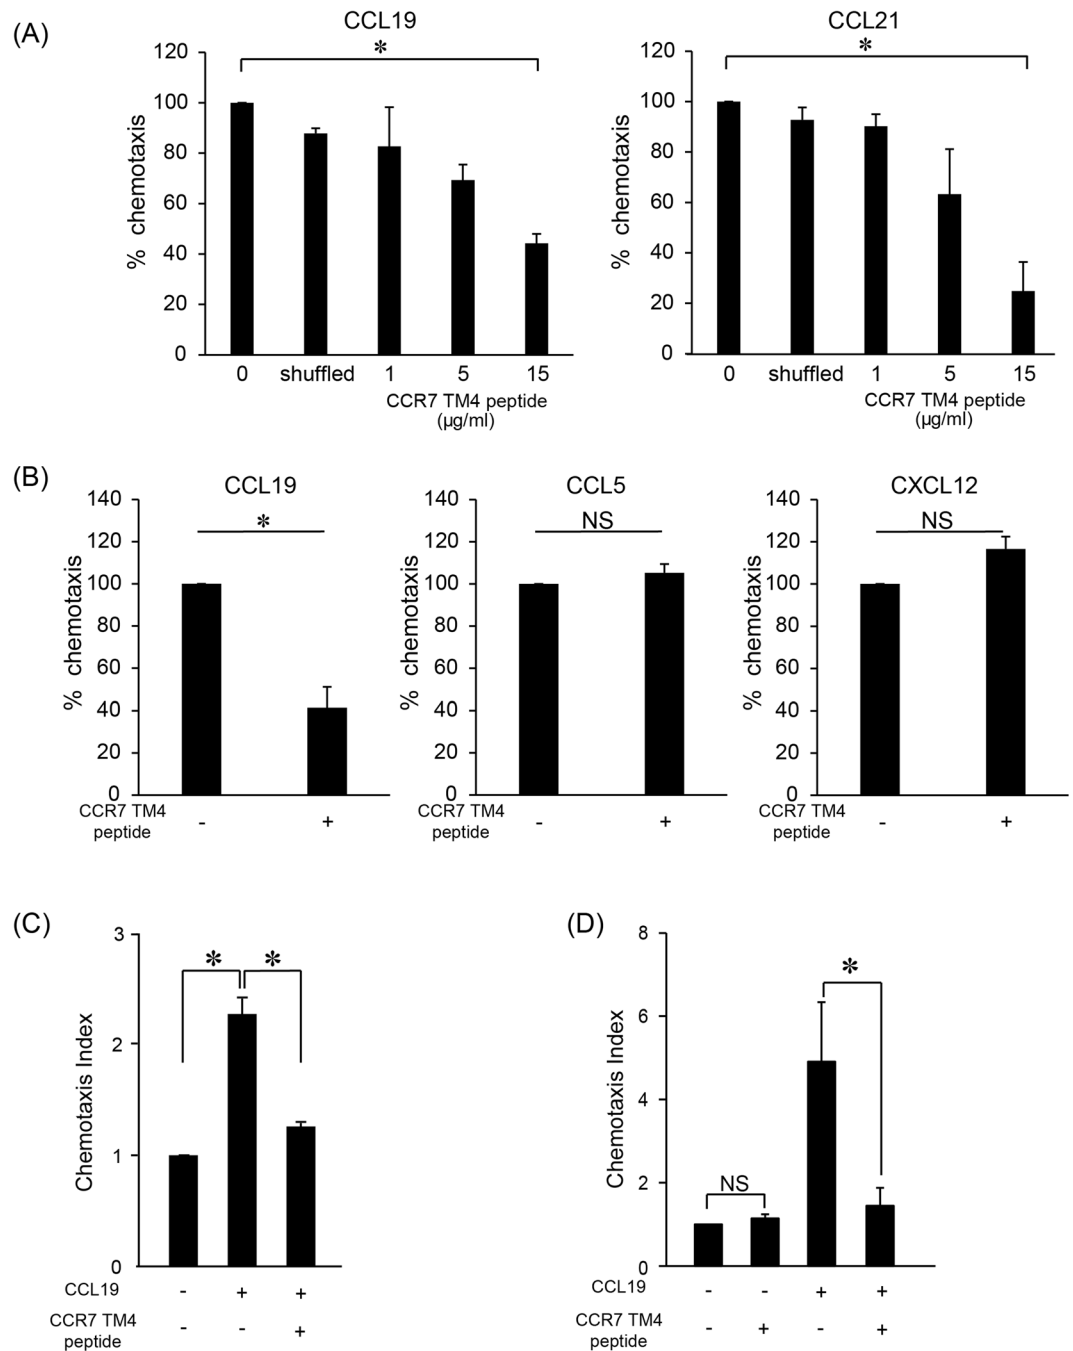 (A)
CCL19
*
% chemotaxis
120
100
80
60
40
20
0
0 shuffled 1 5 15
CCR7 TM4 peptide
(µg/ml)
CCL21
*
% chemotaxis
120
100
80
60
40
20
0
0 shuffled 1 5 15
CCR7 TM4 peptide
(µg/ml)
(B)
CCL19
*
% chemotaxis
140
120
100
80
60
40
20
0
CCR7 TM4
peptide
- +
CCL5
NS
% chemotaxis
140
120
100
80
60
40
20
0
CCR7 TM4
peptide
- +
CXCL12
NS
% chemotaxis
140
120
100
80
60
40
20
0
CCR7 TM4
peptide
- +
(C)
* *
Chemotaxis Index
3
2
1
0
CCL19 - + +
CCR7 TM4
peptide
- - +
(D)
*
NS
Chemotaxis Index
8
6
4
2
0
CCL19 - - + +
CCR7 TM4
peptide
- + - +